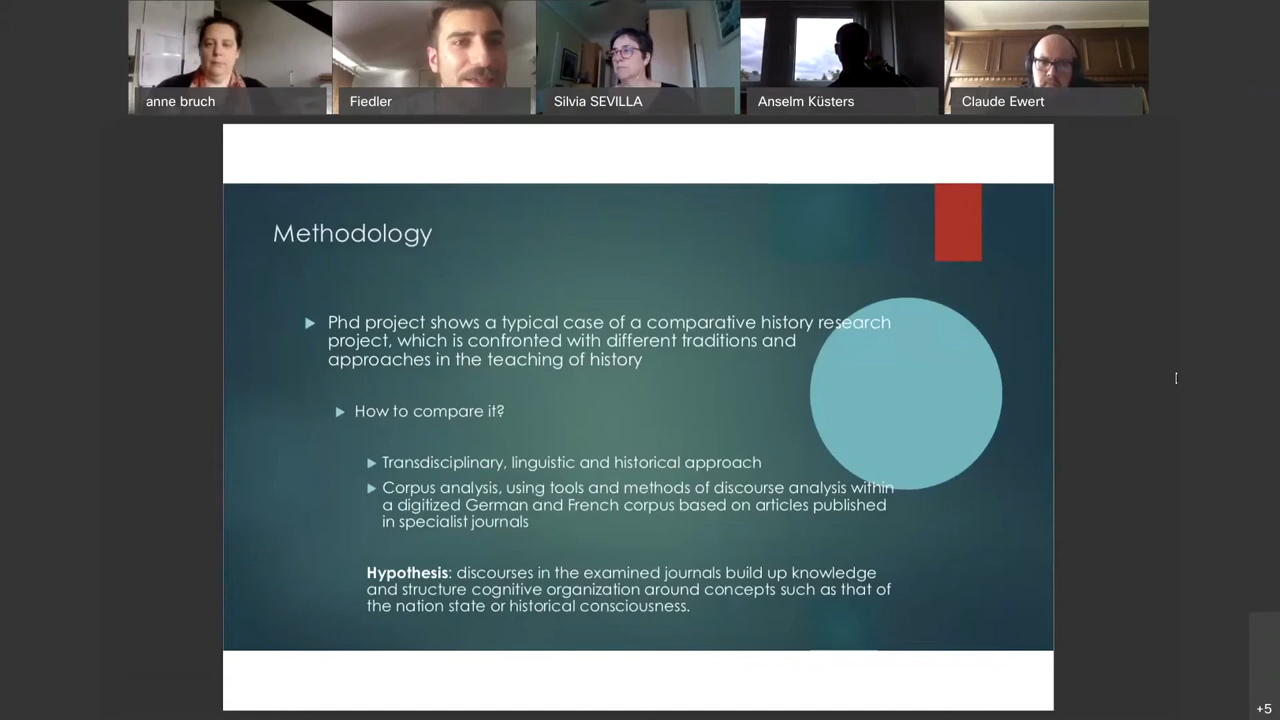 anne bruch
Fiedler
Silvia SEVILLA
Anselm Küsters
Claude Ewert
Methodology
Phd project shows a typical case of a comparative history research
project, which is confronted with different traditions and
approaches in the teaching of history
How to compare it?
Transdisciplinary, linguistic and historical approach
Corpus analysis, using tools and methods of discourse analysis within
a digitized German and French corpus based on articles published
in specialist journals
Hypothesis: discourses in the examined journals build up knowledge
and structure cognitive organization around concepts such as that of
the nation state or historical consciousness.
+5